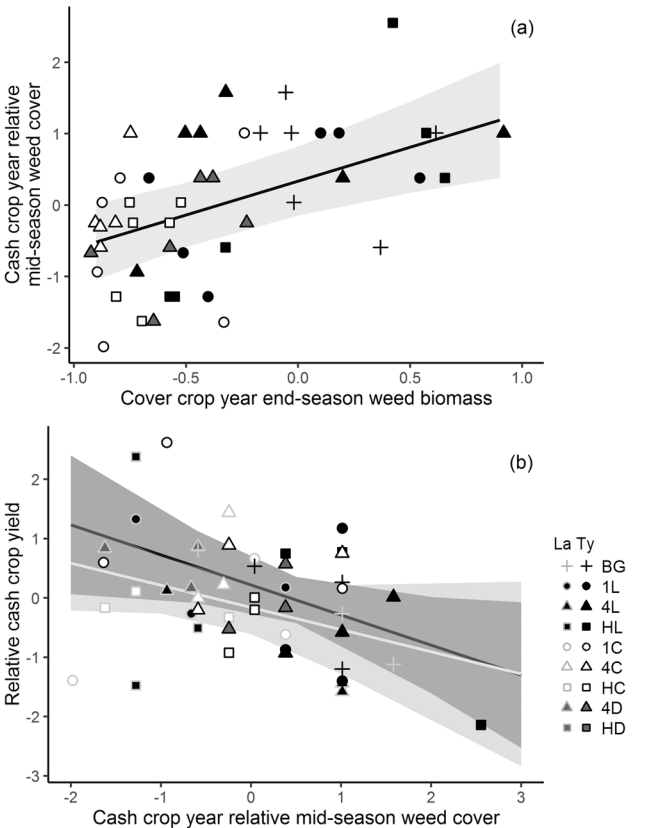 (a)
Cash crop year relative
mid-season weed cover
2
1
0
-1
-2
-1.0 -0.5 0.0 0.5 1.0
Cover crop year end-season weed biomass
(b)
Relative cash crop yield
2
1
0
-1
-2
-3
-2 -1 0 1 2 3
Cash crop year relative mid-season weed cover
La Ty
BG
1L
4L
HL
1C
4C
HC
4D
HD